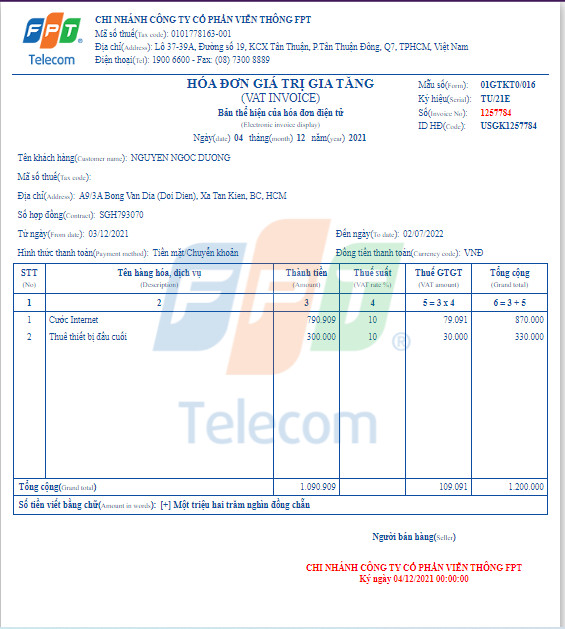 FPT
Telecom
CHI NHÁNH CÔNG TY CỔ PHẦN VIỄN THÔNG FPT
Mã số thuế(Tax code): 0101778163-001
Địa chỉ(Address): Lô 37-39A, Đường số 19, KCX Tân Thuận, P.Tân Thuận Đông, Q7, TPHCM, Việt Nam
Điện thoại(Tel): 1900 6600 - Fax: (08) 7300 8889
HÓA ĐƠN GIÁ TRỊ GIA TĂNG
(VAT INVOICE)
Bản thể hiện của hóa đơn điện tử
(Electronic invoice display)
Ngày(date) 04 tháng(month) 12 năm(year) 2021
Mẫu số(Form): 01GTKT0/016
Ký hiệu(Serial): TU/21E
Số(Invoice No): 1257784
ID HĐ(Code): USGK1257784
Tên khách hàng(Customer name): NGUYEN NGOC DUONG
Mã số thuế(Tax code):
Địa chỉ(Address): A9/3A Bong Van Dia (Doi Dien), Xa Tan Kien, BC, HCM
Số hợp đồng(Contract): SGH793070
Từ ngày(From date): 03/12/2021 Đến ngày(To date): 02/07/2022
Hình thức thanh toán(Payment method): Tiền mặt/Chuyển khoản Đồng tiền thanh toán(Currency code): VNĐ
STT Tên hàng hóa, dịch vụ Thành tiền Thuế suất Thuế GTGT Tổng cộng
(No) (Description) (Amount) (VAT rate %) (VAT amount) (Grand total)
1 2 3 4 5 = 3 x 4 6 = 3 + 5
1 Cước Internet 790.909 10 79.091 870.000
2 Thuê thiết bị đầu cuối 300.000 10 30.000 330.000
FPT ®
Telecom
Tổng cộng(Grand total) 1.090.909 109.091 1.200.000
Số tiền viết bằng chữ(Amount in words): [+] Một triệu hai trăm nghìn đồng chẵn
Người bán hàng(Seller)
CHI NHÁNH CÔNG TY CỔ PHẦN VIỄN THÔNG FPT
Ký ngày 04/12/2021 00:00:00